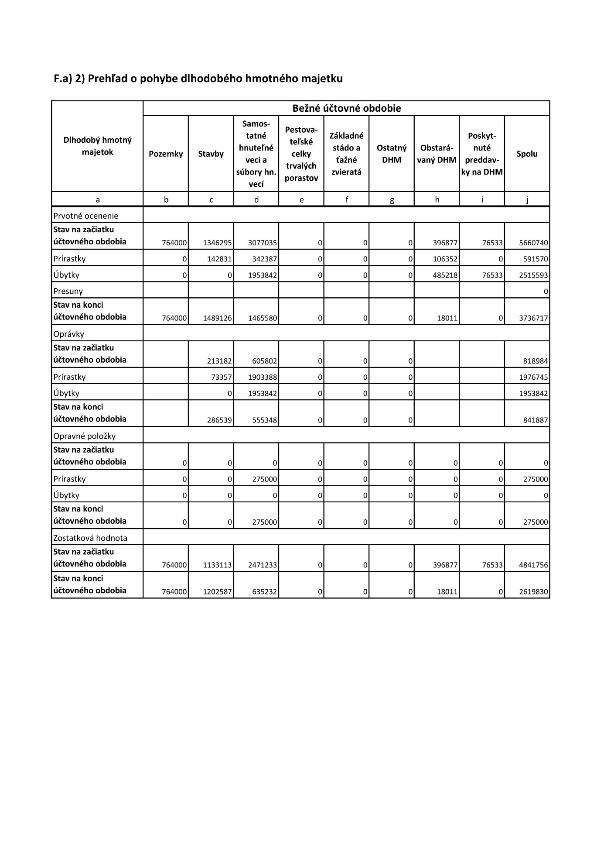 F.a) 2) Prehľad o pohybe dlhodobého hmotného majetku
Dlhodobý hmotný majetok
Bežné účtovné obdobie
Pozemky
Stavby
Samos-
tatné
hnuteľné
veci a
súbory hn.
vecí
Pestova-
teľské
celky
trvalých
porastov
Základné
stádo a
ťažné
zvieratá
Ostatný
DHM
Obstará-
vaný DHM
Poskyt-
nuté
preddav-
ky na DHM
Spolu
a b c d e f g h i j
Prvotné ocenenie
Stav na začiatku
účtovného obdobia 764000 1346295 3077035 0 0 0 396877 76533 5660740
Prírastky 0 142831 342387 0 0 0 106352 0 591570
Úbytky 0 0 1953842 0 0 0 485218 76533 2515593
Presuny 0
Stav na konci
účtovného obdobia 764000 1489126 1465580 0 0 0 18011 0 3736717
Oprávky
Stav na začiatku
účtovného obdobia 213182 605802 0 0 0 818984
Prírastky 73357 1903388 0 0 0 1976745
Úbytky 0 1953842 0 0 0 1953842
Stav na konci
účtovného obdobia 286539 555348 0 0 0 841887
Opravné položky
Stav na začiatku
účtovného obdobia 0 0 0 0 0 0 0 0 0
Prírastky 0 0 275000 0 0 0 0 0 275000
Úbytky 0 0 0 0 0 0 0 0 0
Stav na konci
účtovného obdobia 0 0 275000 0 0 0 0 0 275000
Zostatková hodnota
Stav na začiatku
účtovného obdobia 764000 1133113 2471233 0 0 0 396877 76533 4841756
Stav na konci
účtovného obdobia 764000 1202587 635232 0 0 0 18011 0 2619830